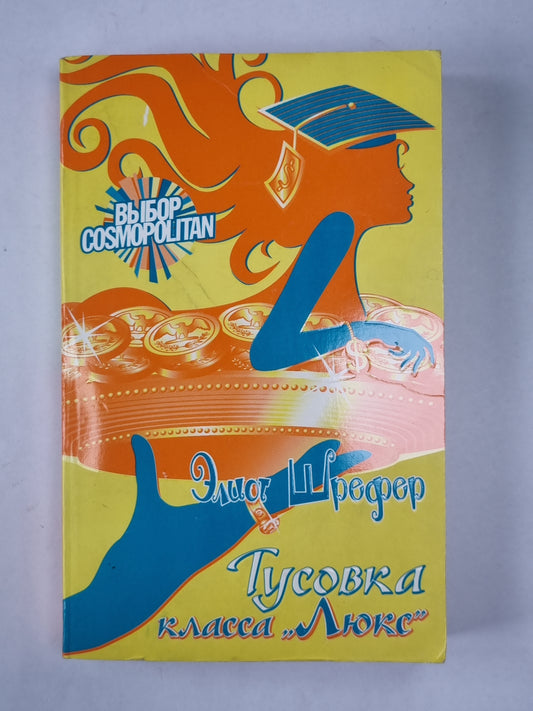 ВЫБОР
COSMOPOLITAN
Элиот Шрефер
Тусовка
класса „Люкс"